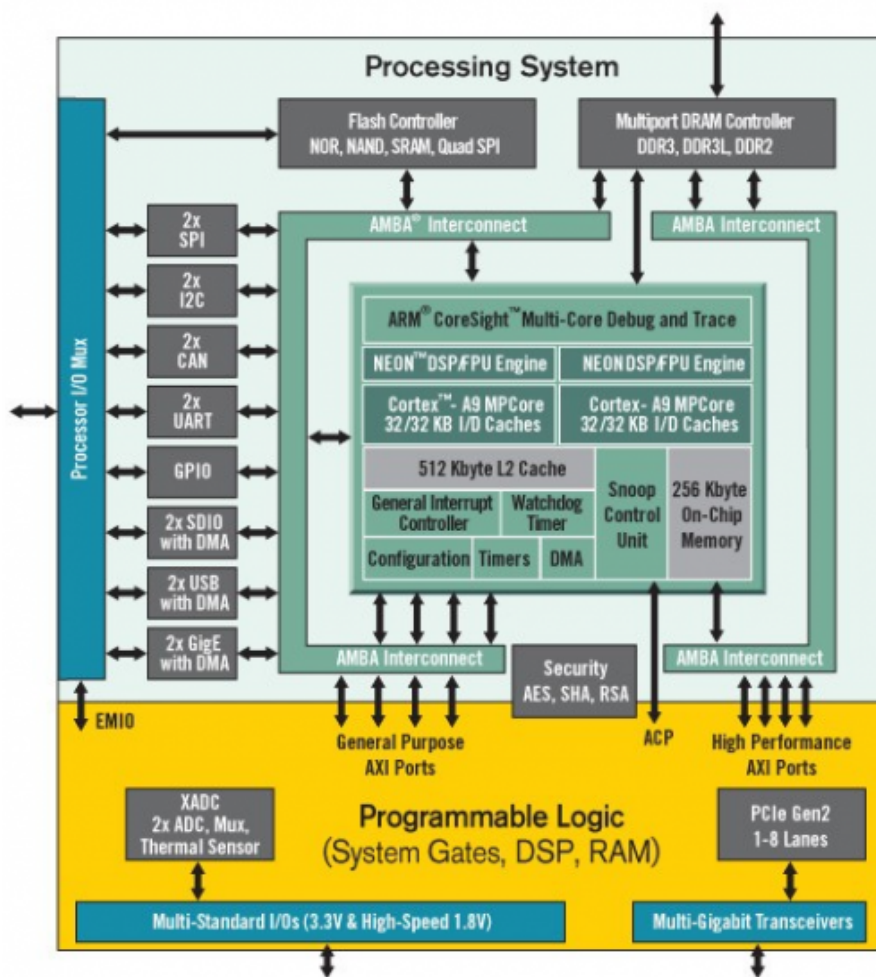 Processing System
Flash Controller
NOR, NAND, SRAM, Quad SPI
Multiport DRAM Controller
DDR3, DDR3L, DDR2
Processor I/O Mux
2x
SPI
2x
I2C
2x
CAN
2x
UART
GPIO
2x SDIO
with DMA
2x USB
with DMA
2x GigE
with DMA
AMBA® Interconnect
AMBA Interconnect
ARM® CoreSight™ Multi-Core Debug and Trace
NEON™ DSP/FPU Engine
NEON DSP/FPU Engine
Cortex™- A9 MPCore
32/32 KB I/D Caches
Cortex- A9 MPCore
32/32 KB I/D Caches
512 Kbyte L2 Cache
General Interrupt
Controller
Watchdog
Timer
Configuration
Timers
DMA
Snoop
Control
Unit
256 Kbyte
On-Chip
Memory
AMBA Interconnect
Security
AES, SHA, RSA
AMBA Interconnect
EMIO
General Purpose
AXI Ports
ACP
High Performance
AXI Ports
XADC
2x ADC, Mux,
Thermal Sensor
Programmable Logic
(System Gates, DSP, RAM)
PCIe Gen2
1-8 Lanes
Multi-Standard I/Os (3.3V & High-Speed 1.8V)
Multi-Gigabit Transceivers